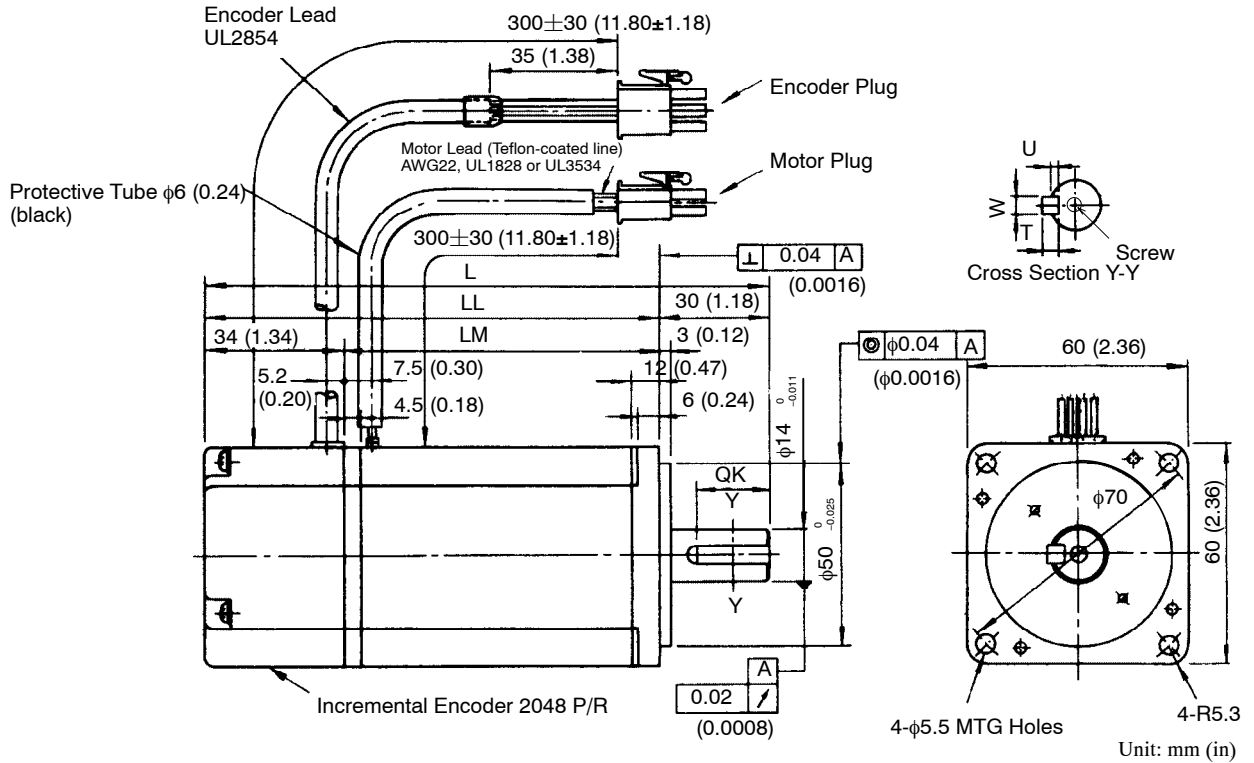 Encoder Lead
UL2854
300±30 (11.80±1.18)
35 (1.38)
Encoder Plug
Motor Lead (Teflon-coated line)
AWG22, UL1828 or UL3534
Motor Plug
Protective Tube ϕ6 (0.24)
(black)
300±30 (11.80±1.18)
U
W
T
Screw
Cross Section Y-Y
L
⊥ 0.04 A
(0.0016)
LL
30 (1.18)
34 (1.34)
LM
3 (0.12)
◎ ϕ0.04 A
(ϕ0.0016)
60 (2.36)
5.2
(0.20)
7.5 (0.30)
12 (0.47)
4.5 (0.18)
6 (0.24)
ϕ14 0 -0.011
QK
Y
ϕ50 0 -0.025
Y
ϕ70
60 (2.36)
A
0.02 ↗
(0.0008)
Incremental Encoder 2048 P/R
4-ϕ5.5 MTG Holes
4-R5.3
Unit: mm (in)